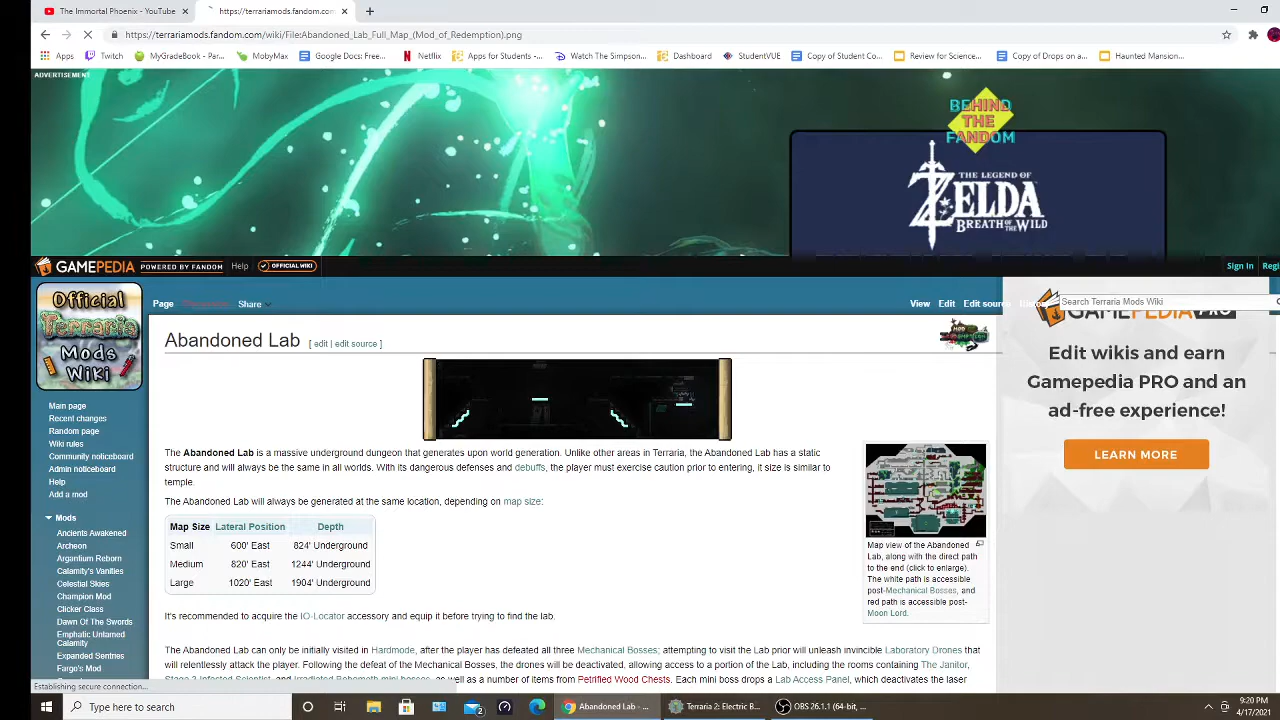 The Immortal Phoenix - YouTube
https://terrariamods.fandom.com
https://terrariamods.fandom.com/wiki/File:Abandoned_Lab_Full_Map_(Mod_of_Redemption).png
Apps
Twitch
MyGradeBook - Par...
MobyMax
Google Docs: Free...
Netflix
Apps for Students -...
Watch The Simpson...
Dashboard
StudentVUE
Copy of Student Co...
Review for Science...
Copy of Drops on a...
Haunted Mansion...
ADVERTISEMENT
BEHIND
THE
FANDOM
THE LEGEND OF
ZELDA
BREATH OF THE WILD
GAMEPEDIA POWERED BY FANDOM Help OFFICIAL WIKI
Sign In Regi
Official
Terraria
Mods
Wiki
Page Discussion Share
View Edit Edit source
Search Terraria Mods Wiki
GAMEPEDIA PRO
Edit wikis and earn
Gamepedia PRO and an
ad-free experience!
LEARN MORE
Abandoned Lab [ edit | edit source ]
The Abandoned Lab is a massive underground dungeon that generates upon world generation. Unlike other areas in Terraria, the Abandoned Lab has a static
structure and will always be the same in all worlds. With its dangerous defenses and debuffs, the player must exercise caution prior to entering, it size is similar to
temple.
The Abandoned Lab will always be generated at the same location, depending on map size:
Map Size Lateral Position Depth
Small 600' East 824' Underground
Medium 820' East 1244' Underground
Large 1020' East 1904' Underground
Map view of the Abandoned
Lab, along with the direct path
to the end (click to enlarge).
The white path is accessible
post-Mechanical Bosses, and
red path is accessible post-
Moon Lord.
It's recommended to acquire the IO-Locator accessory and equip it before trying to find the lab.
The Abandoned Lab can only be initially visited in Hardmode, after the player has defeated all three Mechanical Bosses; attempting to visit the Lab prior will unleash invincible Laboratory Drones
that will relentlessly attack the player. Following the defeat of the Mechanical Bosses, the drones will be deactivated, allowing access to a portion of the Lab, including the rooms containing The Janitor,
as well as a number of items from Petrified Wood Chests. Each mini boss Lab Access Panel, which deactivates the laser
Main page
Recent changes
Random page
Wiki rules
Community noticeboard
Admin noticeboard
Help
Add a mod
Mods
Ancients Awakened
Archeon
Argantium Reborn
Calamity's Vanities
Celestial Skies
Champion Mod
Clicker Class
Dawn Of The Swords
Emphatic Untamed
Calamity
Expanded Sentries
Fargo's Mod
Establishing secure connection...
Type here to search
Abandoned Lab - ...
Terraria 2: Electric B...
OBS 26.1.1 (64-bit, ...
9:20 PM
4/17/2021